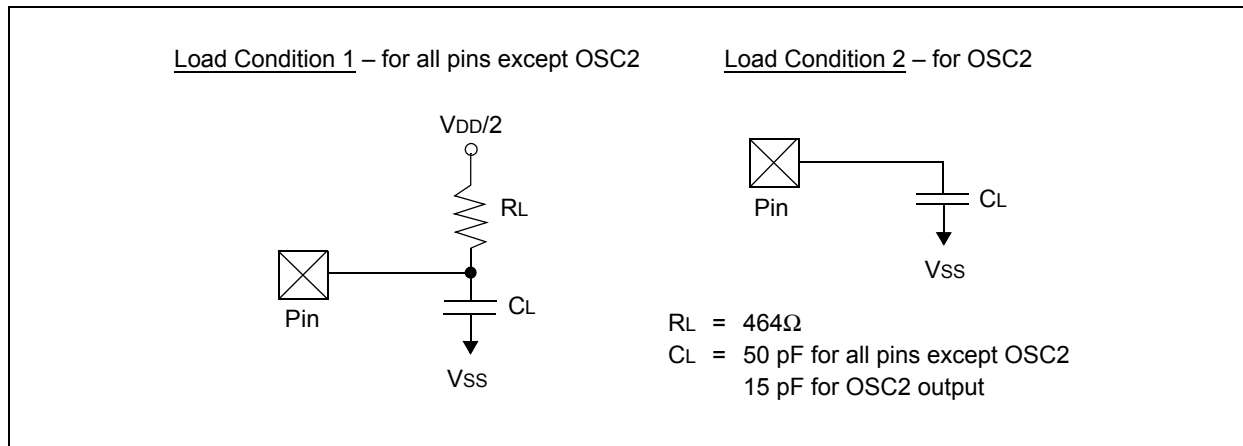 Load Condition 1 – for all pins except OSC2
Load Condition 2 – for OSC2
VDD/2
RL
Pin
CL
VSS
Pin
CL
VSS
RL = 464Ω
CL = 50 pF for all pins except OSC2
15 pF for OSC2 output